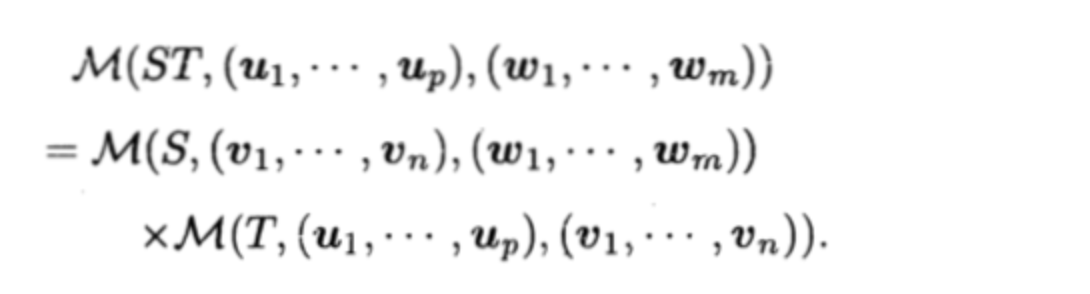 ℳ(ST, (u₁, ⋯ , uₚ), (w₁, ⋯ , wₘ))
= ℳ(S, (v₁, ⋯ , vₙ), (w₁, ⋯ , wₘ))
×ℳ(T, (u₁, ⋯ , uₚ), (v₁, ⋯ , vₙ)).